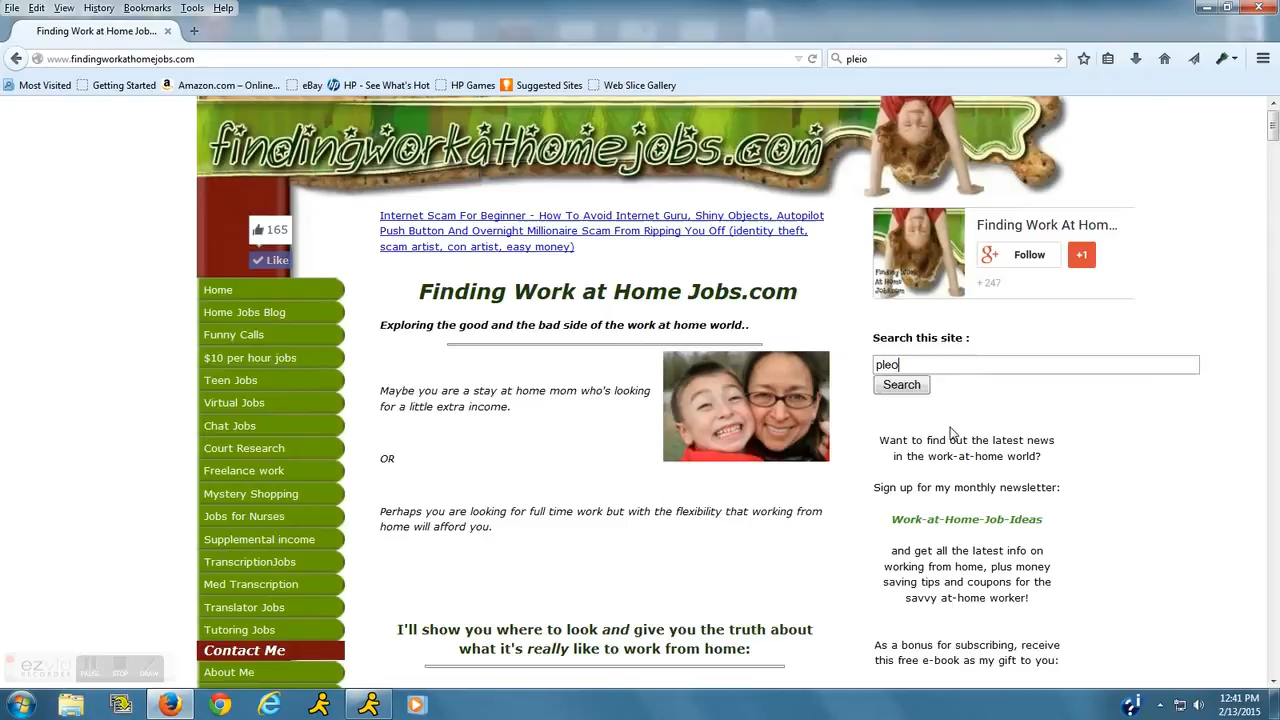 File Edit View History Bookmarks Tools Help
Finding Work at Home Job... × +
www.findingworkathomejobs.com
pleio
Most Visited Getting Started Amazon.com – Online... eBay HP - See What's Hot HP Games Suggested Sites Web Slice Gallery
findingworkathomejobs.com
165
Like
Home
Home Jobs Blog
Funny Calls
$10 per hour jobs
Teen Jobs
Virtual Jobs
Chat Jobs
Court Research
Freelance work
Mystery Shopping
Jobs for Nurses
Supplemental income
TranscriptionJobs
Med Transcription
Translator Jobs
Tutoring Jobs
Contact Me
About Me
Internet Scam For Beginner - How To Avoid Internet Guru, Shiny Objects, Autopilot
Push Button And Overnight Millionaire Scam From Ripping You Off (identity theft,
scam artist, con artist, easy money)
Finding Work at Home Jobs.com
Exploring the good and the bad side of the work at home world..
Maybe you are a stay at home mom who's looking
for a little extra income.
OR
Perhaps you are looking for full time work but with the flexibility that working from
home will afford you.
I'll show you where to look and give you the truth about
what it's really like to work from home:
Finding Work At Hom...
g+ Follow +1
+ 247
Finding Work
At Home
Jobs.com
Search this site :
pleo
Search
Want to find out the latest news
in the work-at-home world?
Sign up for my monthly newsletter:
Work-at-Home-Job-Ideas
and get all the latest info on
working from home, plus money
saving tips and coupons for the
savvy at-home worker!
As a bonus for subscribing, receive
this free e-book as my gift to you:
ezvid
RECORDER
PAUSE STOP DRAW
12:41 PM
2/13/2015